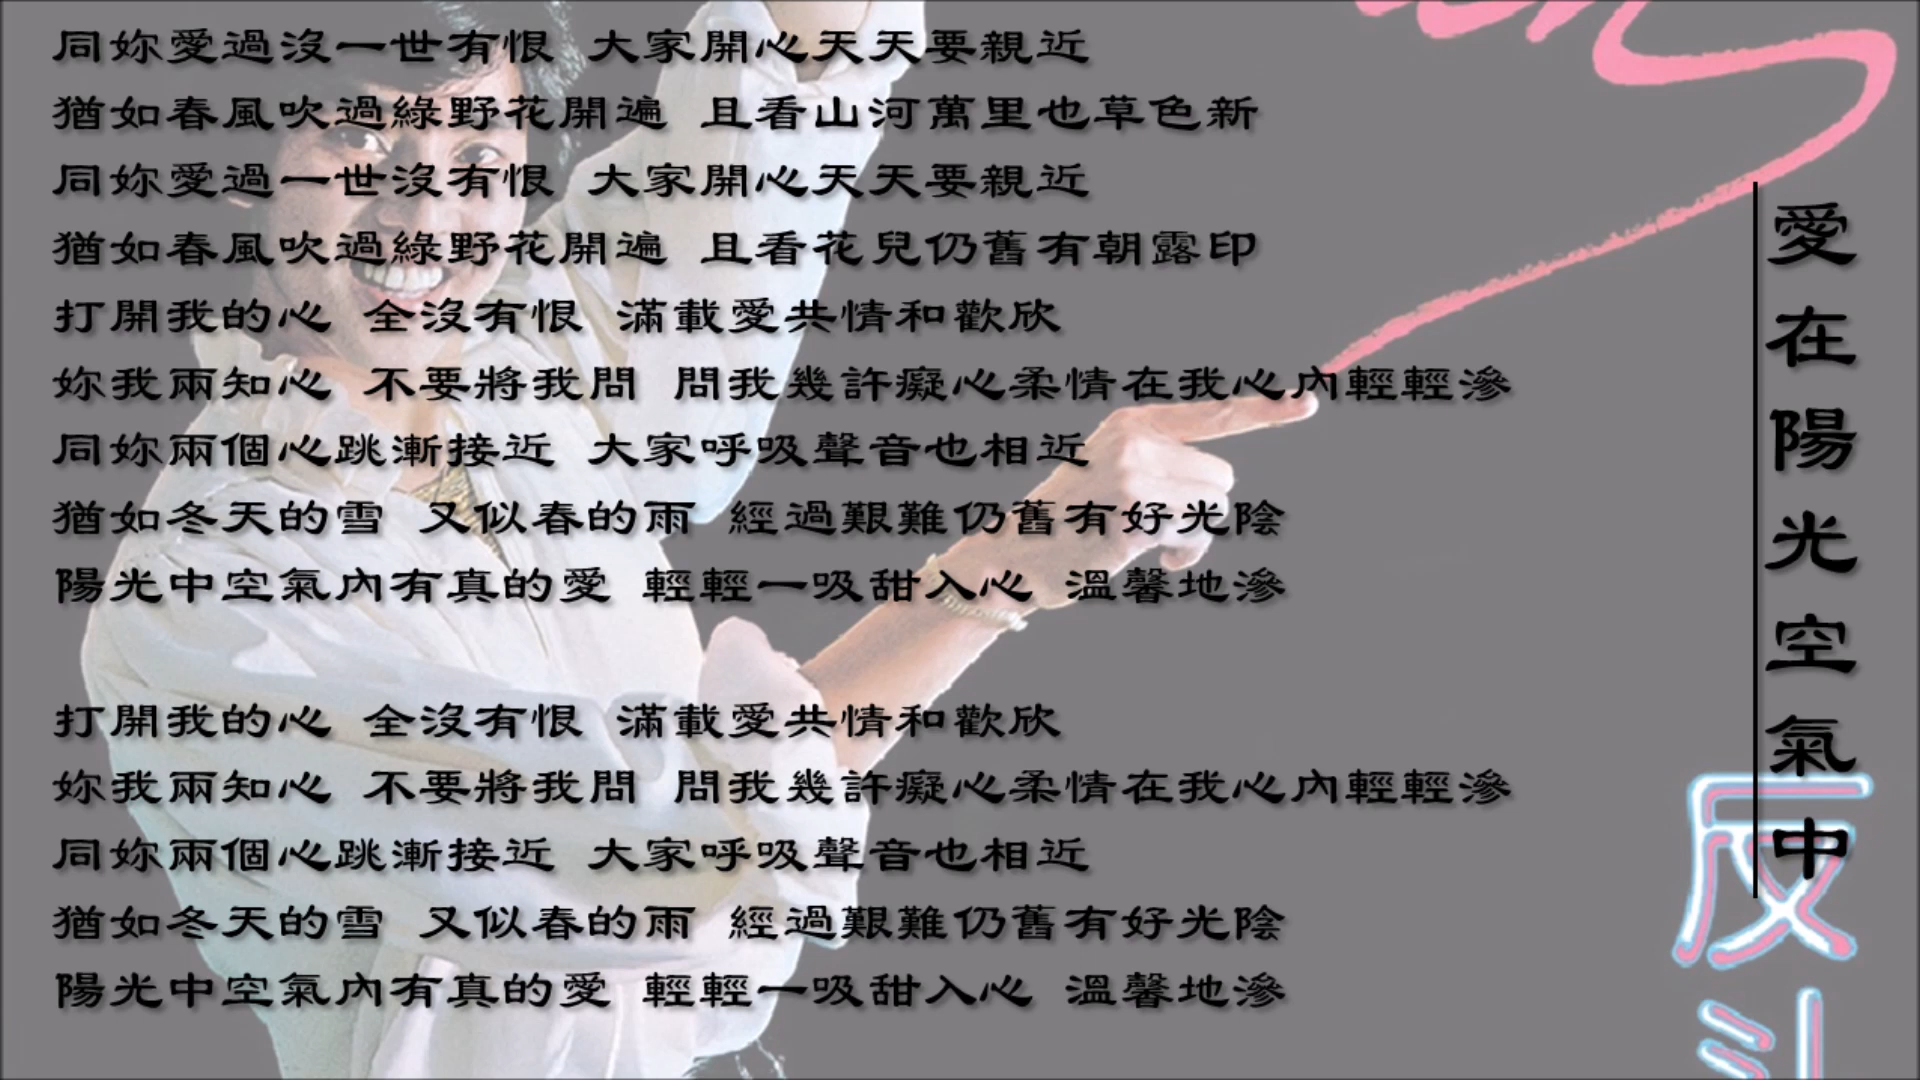 同妳愛過沒一世有恨 大家開心天天要親近
猶如春風吹過綠野花開遍 且看山河萬里也草色新
同妳愛過一世沒有恨 大家開心天天要親近
猶如春風吹過綠野花開遍 且看花兒仍舊有朝露印
打開我的心 全沒有恨 滿載愛共情和歡欣
妳我兩知心 不要將我問 問我幾許癡心柔情在我心內輕輕滲
同妳兩個心跳漸接近 大家呼吸聲音也相近
猶如冬天的雪 又似春的雨 經過艱難仍舊有好光陰
陽光中空氣內有真的愛 輕輕一吸甜入心 溫馨地滲
打開我的心 全沒有恨 滿載愛共情和歡欣
妳我兩知心 不要將我問 問我幾許癡心柔情在我心內輕輕滲
同妳兩個心跳漸接近 大家呼吸聲音也相近
猶如冬天的雪 又似春的雨 經過艱難仍舊有好光陰
陽光中空氣內有真的愛 輕輕一吸甜入心 溫馨地滲
愛在陽光空氣中
反